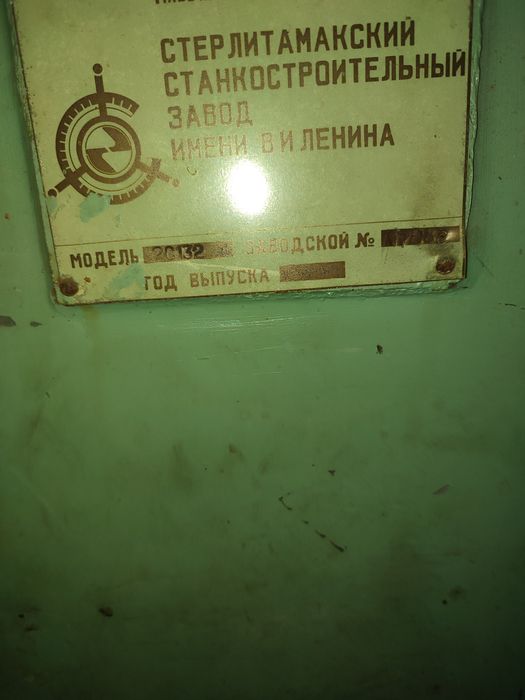 СТЕРЛИТАМАКСКИЙ
СТАНКОСТРОИТЕЛЬНЫЙ
ЗАВОД
ИМЕНИ В И ЛЕНИНА
МОДЕЛЬ 2С132 ЗАВОДСКОЙ №
ГОД ВЫПУСКА